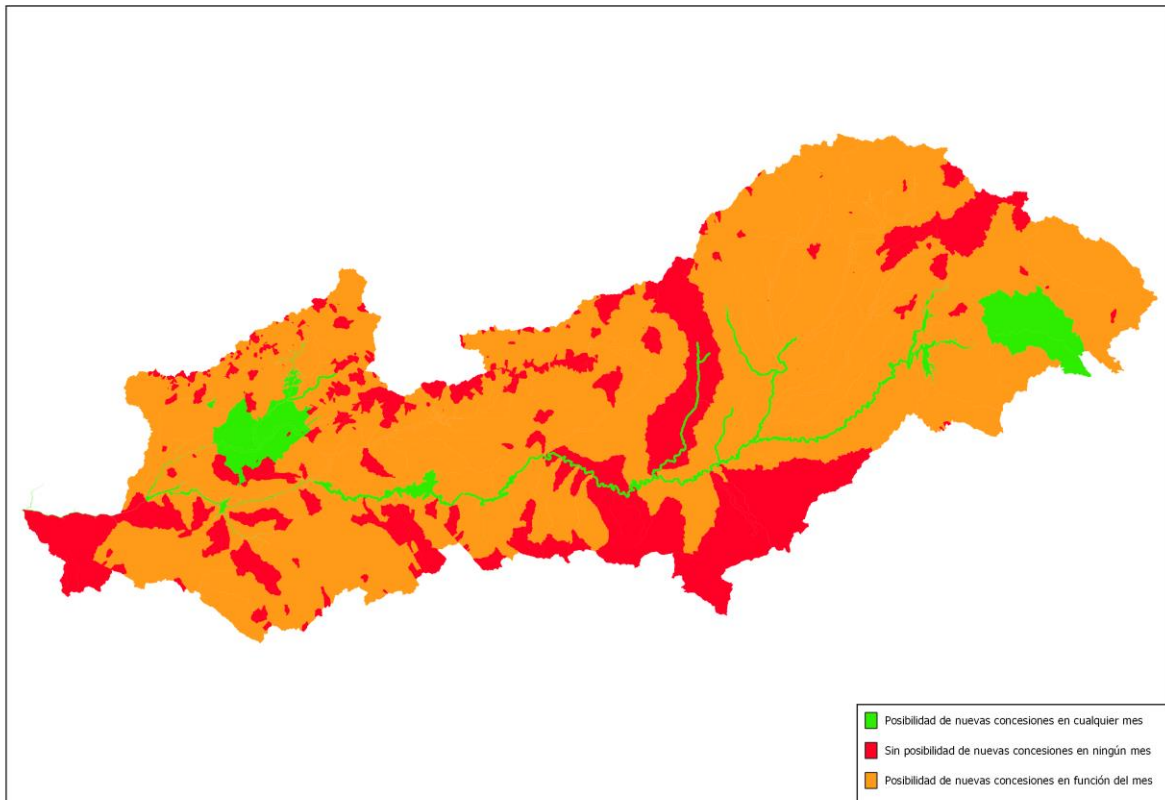 Posibilidad de nuevas concesiones en cualquier mes
Sin posibilidad de nuevas concesiones en ningún mes
Posibilidad de nuevas concesiones en función del mes